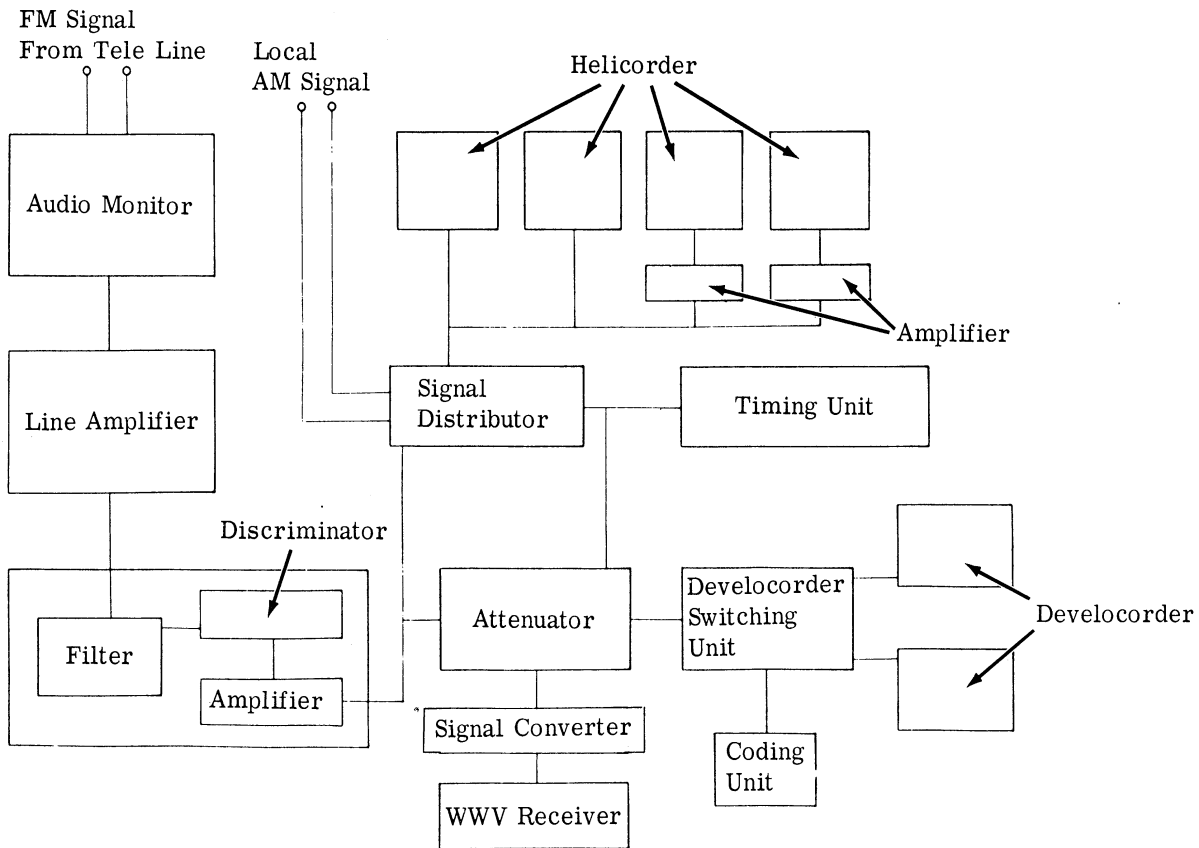 FM Signal
From Tele Line
Local
AM Signal
Helicorder
Audio Monitor
Amplifier
Line Amplifier
Signal
Distributor
Timing Unit
Discriminator
Filter
Amplifier
Attenuator
Develocorder
Switching
Unit
Develocorder
Signal Converter
Coding
Unit
WWV Receiver